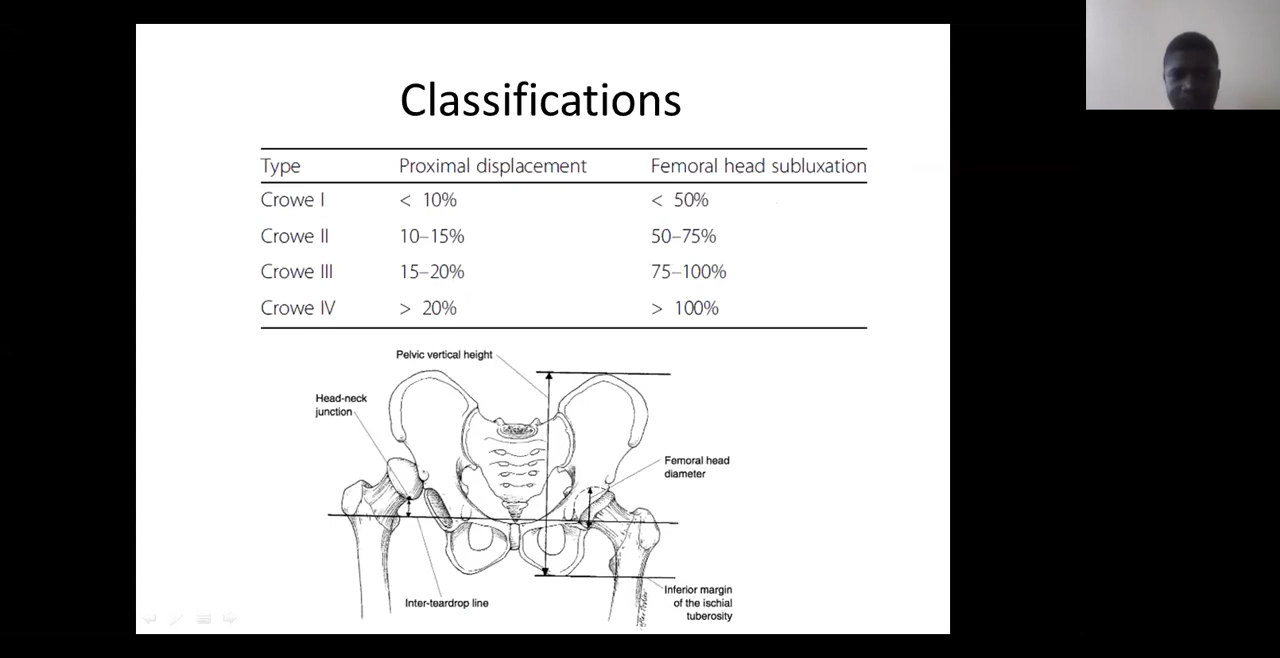 Classifications
Type Proximal displacement Femoral head subluxation
Crowe I < 10% < 50%
Crowe II 10–15% 50–75%
Crowe III 15–20% 75–100%
Crowe IV > 20% > 100%
Pelvic vertical height
Head-neck
junction
Femoral head
diameter
Inter-teardrop line
Inferior margin
of the ischial
tuberosity